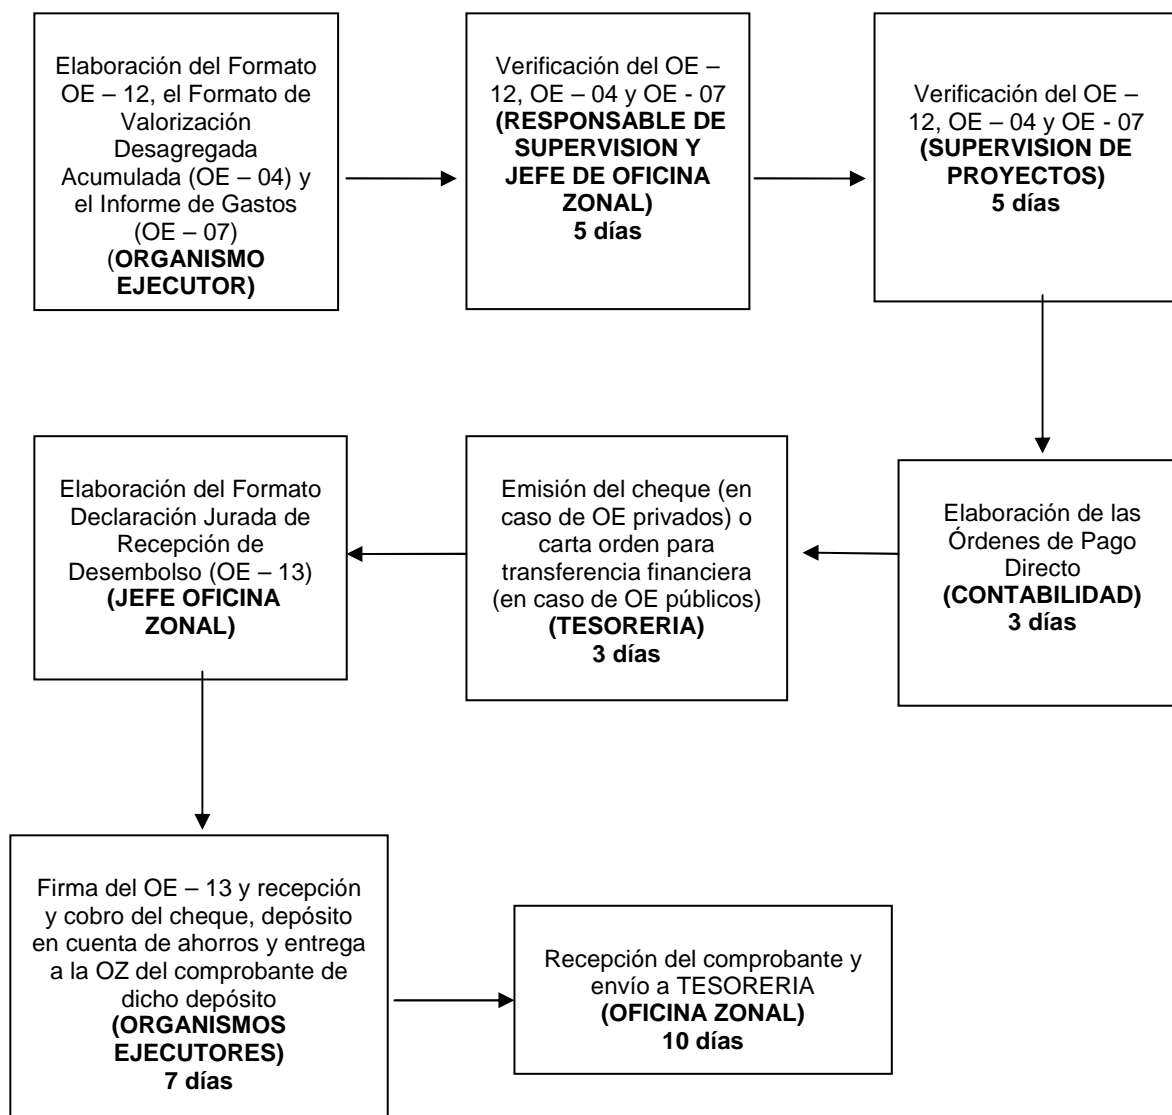 Elaboración del Formato
OE – 12, el Formato de
Valorización
Desagregada
Acumulada (OE – 04) y
el Informe de Gastos
(OE – 07)
(ORGANISMO
EJECUTOR)
Verificación del OE –
12, OE – 04 y OE - 07
(RESPONSABLE DE
SUPERVISION Y
JEFE DE OFICINA
ZONAL)
5 días
Verificación del OE –
12, OE – 04 y OE - 07
(SUPERVISION DE
PROYECTOS)
5 días
Elaboración de las
Órdenes de Pago
Directo
(CONTABILIDAD)
3 días
Emisión del cheque (en
caso de OE privados) o
carta orden para
transferencia financiera
(en caso de OE públicos)
(TESORERIA)
3 días
Elaboración del Formato
Declaración Jurada de
Recepción de
Desembolso (OE – 13)
(JEFE OFICINA
ZONAL)
Firma del OE – 13 y recepción
y cobro del cheque, depósito
en cuenta de ahorros y entrega
a la OZ del comprobante de
dicho depósito
(ORGANISMOS
EJECUTORES)
7 días
Recepción del comprobante y
envío a TESORERIA
(OFICINA ZONAL)
10 días